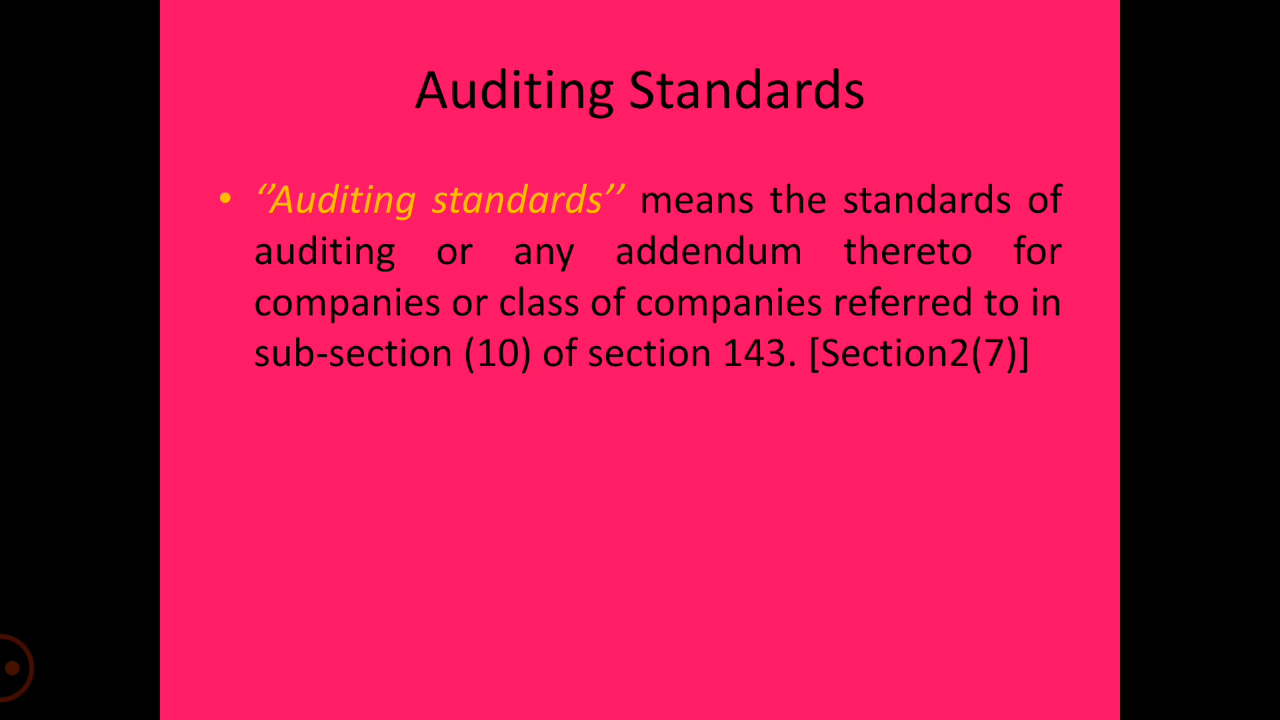 Auditing Standards
• ‘’Auditing standards’’ means the standards of
auditing or any addendum thereto for
companies or class of companies referred to in
sub-section (10) of section 143. [Section2(7)]